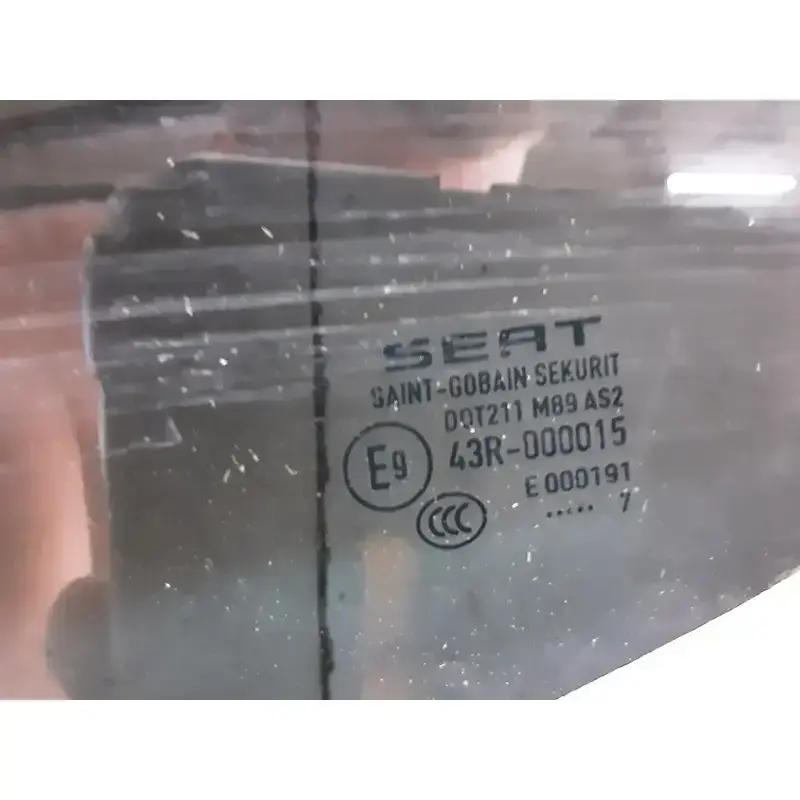 SEAT
SAINT-GOBAIN SEKURIT
DOT211 M89 AS2
E9 43R-000015
E 000191
CCC ..... 7